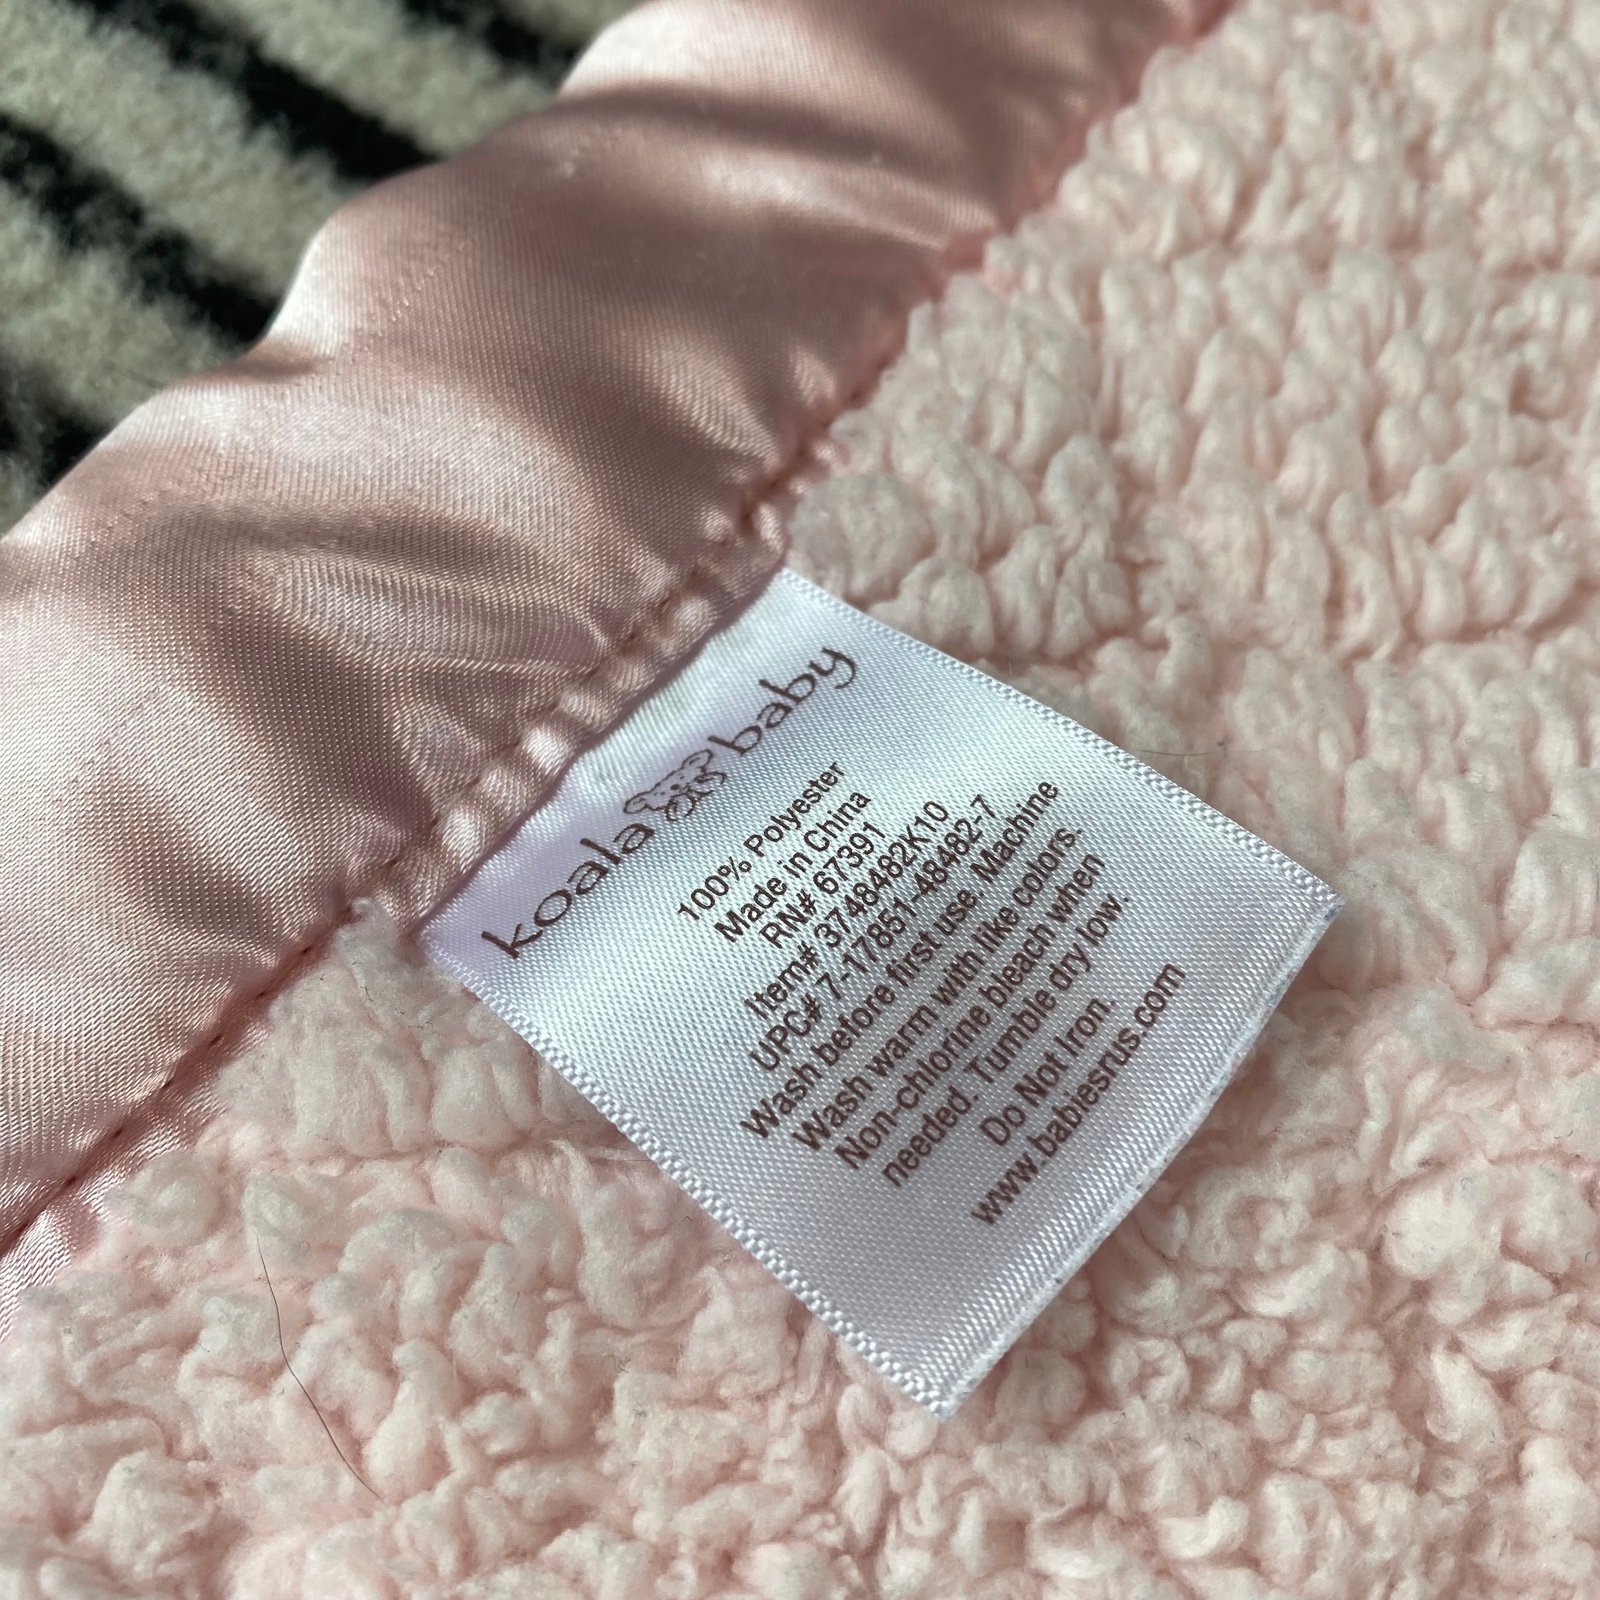 koala baby
100% Polyester
Made in China
RN# 67391
Item# 3748482K10
UPC# 7-17851-48482-7
Wash before first use. Machine
Wash warm with like colors.
Non-chlorine bleach when
needed. Tumble dry low.
Do Not Iron.
www.babiesrus.com